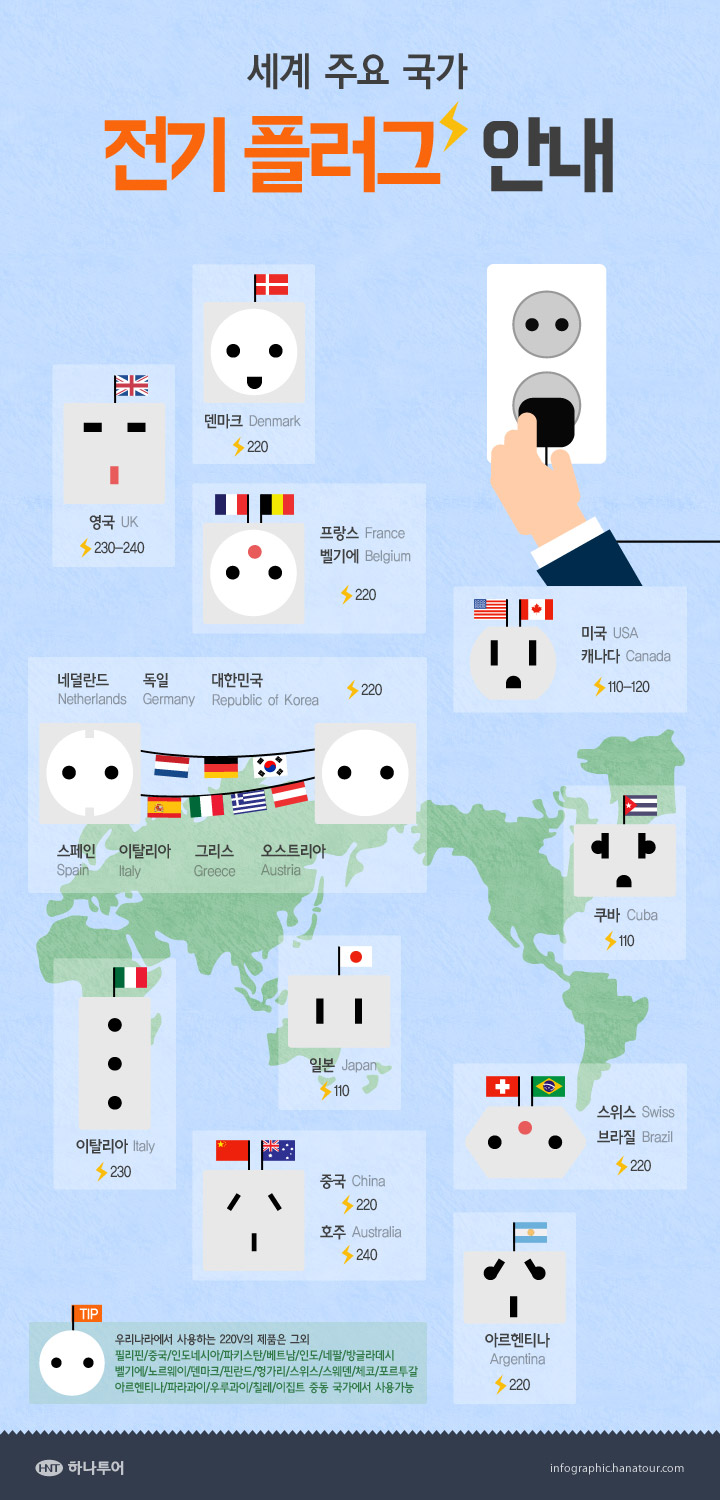 세계 주요 국가
전기 플러그 안내
덴마크 Denmark
220
영국 UK
230–240
프랑스 France
벨기에 Belgium
220
미국 USA
캐나다 Canada
110–120
네덜란드 독일 대한민국 220
Netherlands Germany Republic of Korea
스페인 이탈리아 그리스 오스트리아
Spain Italy Greece Austria
쿠바 Cuba
110
일본 Japan
110
이탈리아 Italy
230
스위스 Swiss
브라질 Brazil
220
중국 China
220
호주 Australia
240
아르헨티나
Argentina
220
TIP
우리나라에서 사용하는 220V의 제품은 그외
필리핀/중국/인도네시아/파키스탄/베트남/인도/네팔/방글라데시
벨기에/노르웨이/덴마크/핀란드/헝가리/스위스/스웨덴/체코/포르투갈
아르헨티나/파라과이/우루과이/칠레/이집트 중동 국가에서 사용가능
HNT 하나투어
infographic.hanatour.com